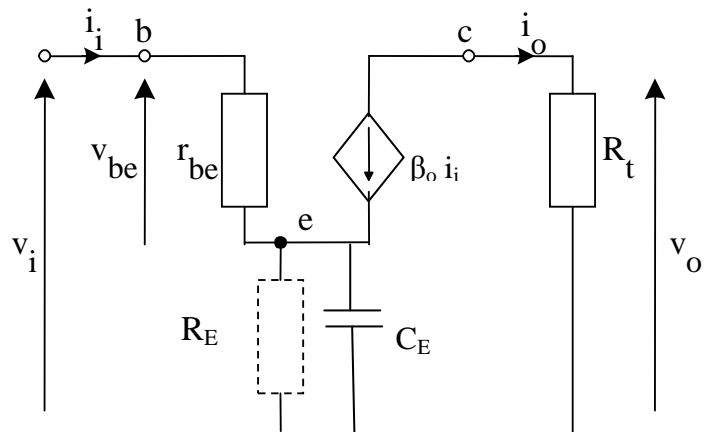 i_i
b
c
i_o
v_be
r_be
β_o i_i
R_t
e
v_i
v_o
R_E
C_E